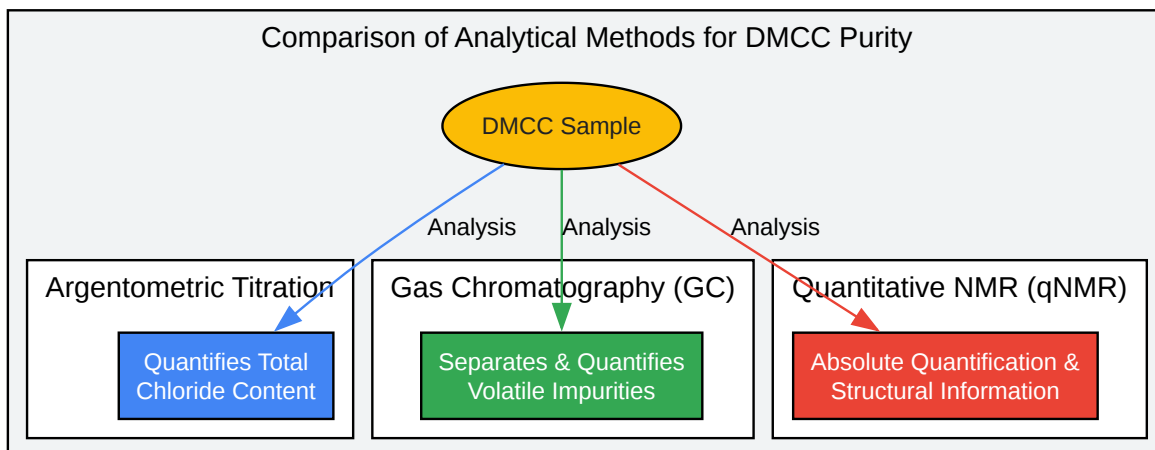 Comparison of Analytical Methods for DMCC Purity
DMCC Sample
Analysis
Analysis
Analysis
Argentometric Titration
Gas Chromatography (GC)
Quantitative NMR (qNMR)
Quantifies Total
Chloride Content
Separates & Quantifies
Volatile Impurities
Absolute Quantification &
Structural Information